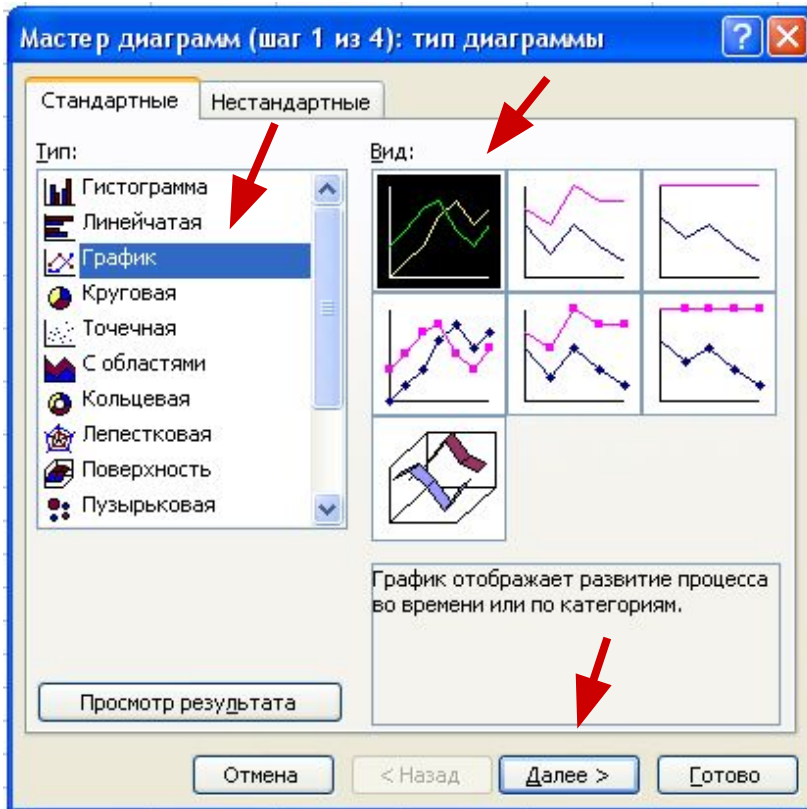 Мастер диаграмм (шаг 1 из 4): тип диаграммы
Стандартные
Нестандартные
Тип:
Гистограмма
Линейчатая
График
Круговая
Точечная
С областями
Кольцевая
Лепестковая
Поверхность
Пузырьковая
Вид:
График отображает развитие процесса
во времени или по категориям.
Просмотр результата
Отмена
< Назад
Далее >
Готово